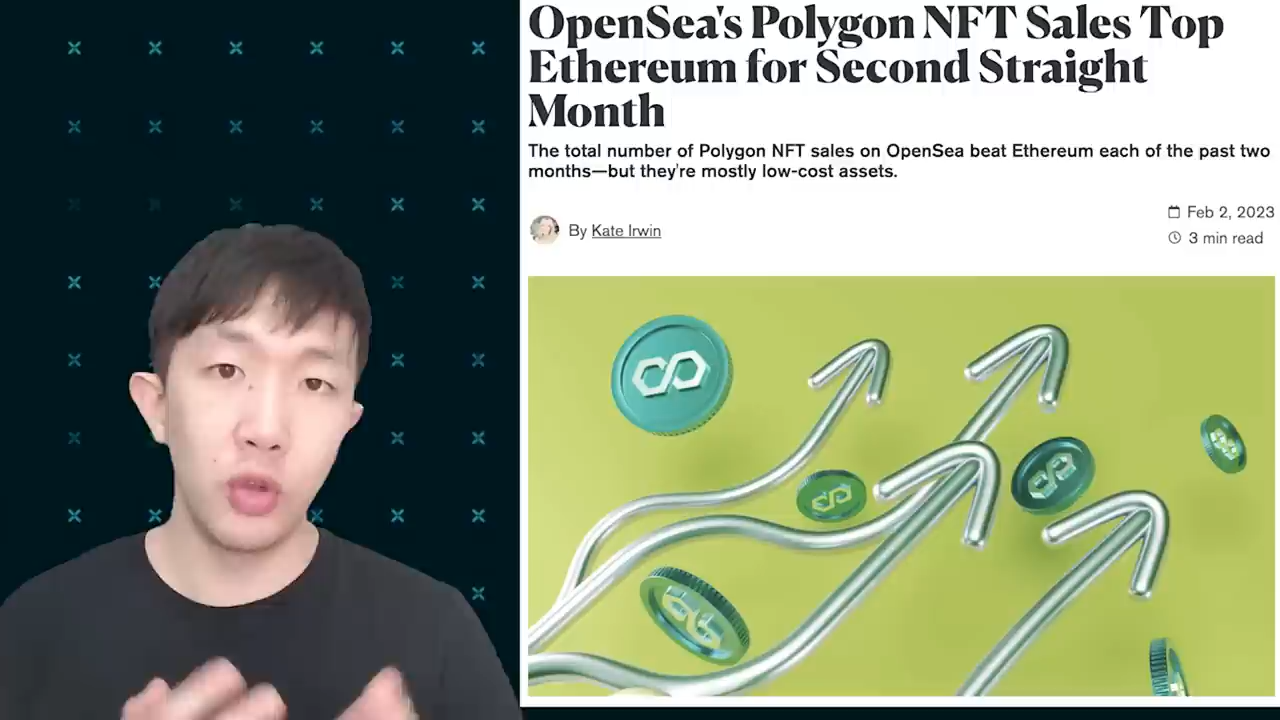 OpenSea's Polygon NFT Sales Top
Ethereum for Second Straight
Month
The total number of Polygon NFT sales on OpenSea beat Ethereum each of the past two
months—but they're mostly low-cost assets.
By Kate Irwin
Feb 2, 2023
3 min read